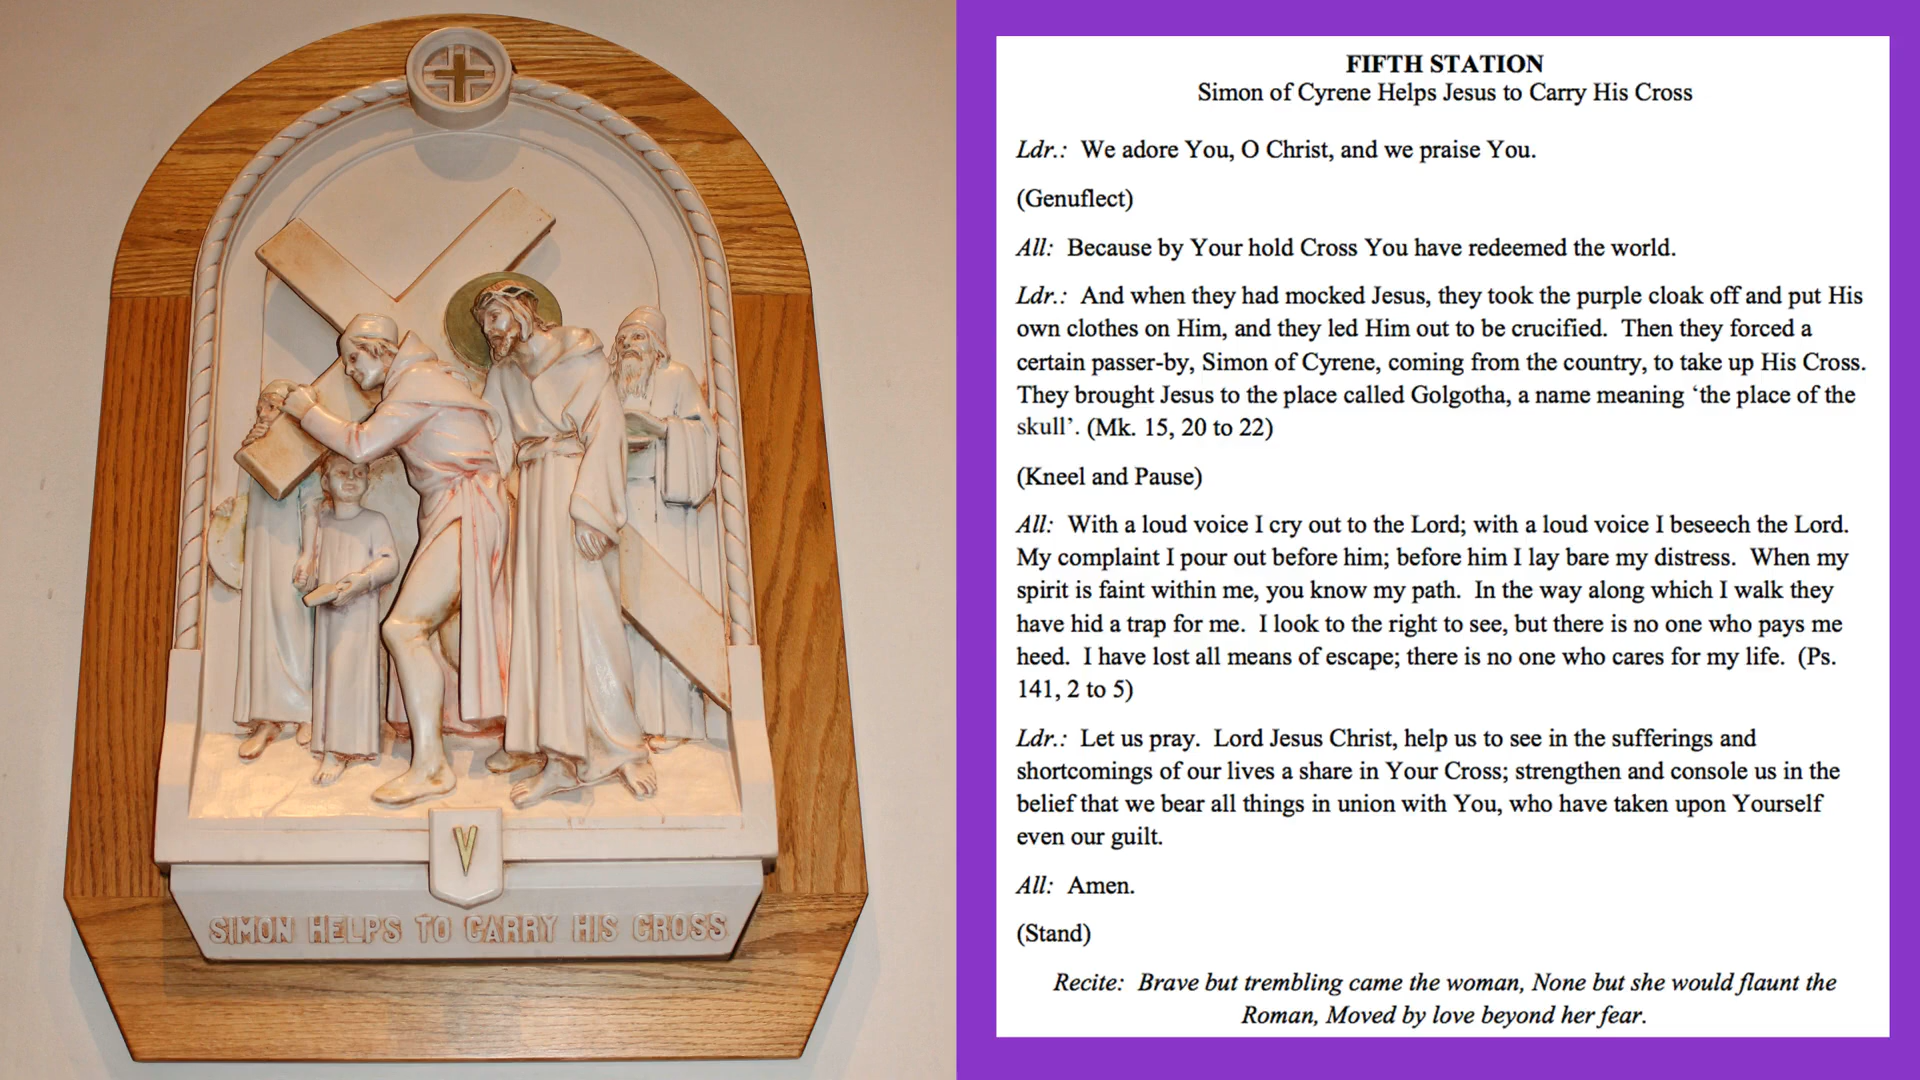 V
SIMON HELPS TO CARRY HIS CROSS
FIFTH STATION
Simon of Cyrene Helps Jesus to Carry His Cross
Ldr.: We adore You, O Christ, and we praise You.
(Genuflect)
All: Because by Your hold Cross You have redeemed the world.
Ldr.: And when they had mocked Jesus, they took the purple cloak off and put His
own clothes on Him, and they led Him out to be crucified. Then they forced a
certain passer-by, Simon of Cyrene, coming from the country, to take up His Cross.
They brought Jesus to the place called Golgotha, a name meaning ‘the place of the
skull’. (Mk. 15, 20 to 22)
(Kneel and Pause)
All: With a loud voice I cry out to the Lord; with a loud voice I beseech the Lord.
My complaint I pour out before him; before him I lay bare my distress. When my
spirit is faint within me, you know my path. In the way along which I walk they
have hid a trap for me. I look to the right to see, but there is no one who pays me
heed. I have lost all means of escape; there is no one who cares for my life. (Ps.
141, 2 to 5)
Ldr.: Let us pray. Lord Jesus Christ, help us to see in the sufferings and
shortcomings of our lives a share in Your Cross; strengthen and console us in the
belief that we bear all things in union with You, who have taken upon Yourself
even our guilt.
All: Amen.
(Stand)
Recite: Brave but trembling came the woman, None but she would flaunt the
Roman, Moved by love beyond her fear.